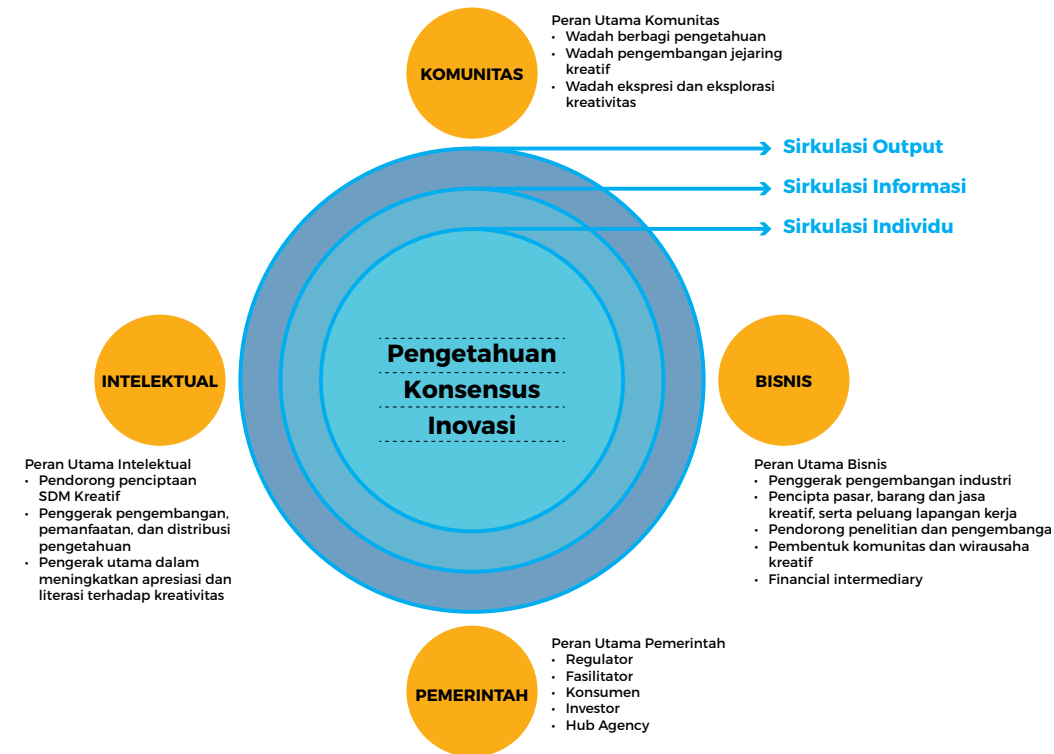 KOMUNITAS
Peran Utama Komunitas
• Wadah berbagi pengetahuan
• Wadah pengembangan jejaring
kreatif
• Wadah ekspresi dan eksplorasi
kreativitas
Sirkulasi Output
Sirkulasi Informasi
Sirkulasi Individu
Pengetahuan
Konsensus
Inovasi
INTELEKTUAL
Peran Utama Intelektual
• Pendorong penciptaan
SDM Kreatif
• Penggerak pengembangan,
pemanfaatan, dan distribusi
pengetahuan
• Pengerak utama dalam
meningkatkan apresiasi dan
literasi terhadap kreativitas
BISNIS
Peran Utama Bisnis
• Penggerak pengembangan industri
• Pencipta pasar, barang dan jasa
kreatif, serta peluang lapangan kerja
• Pendorong penelitian dan pengembanga
• Pembentuk komunitas dan wirausaha
kreatif
• Financial intermediary
PEMERINTAH
Peran Utama Pemerintah
• Regulator
• Fasilitator
• Konsumen
• Investor
• Hub Agency